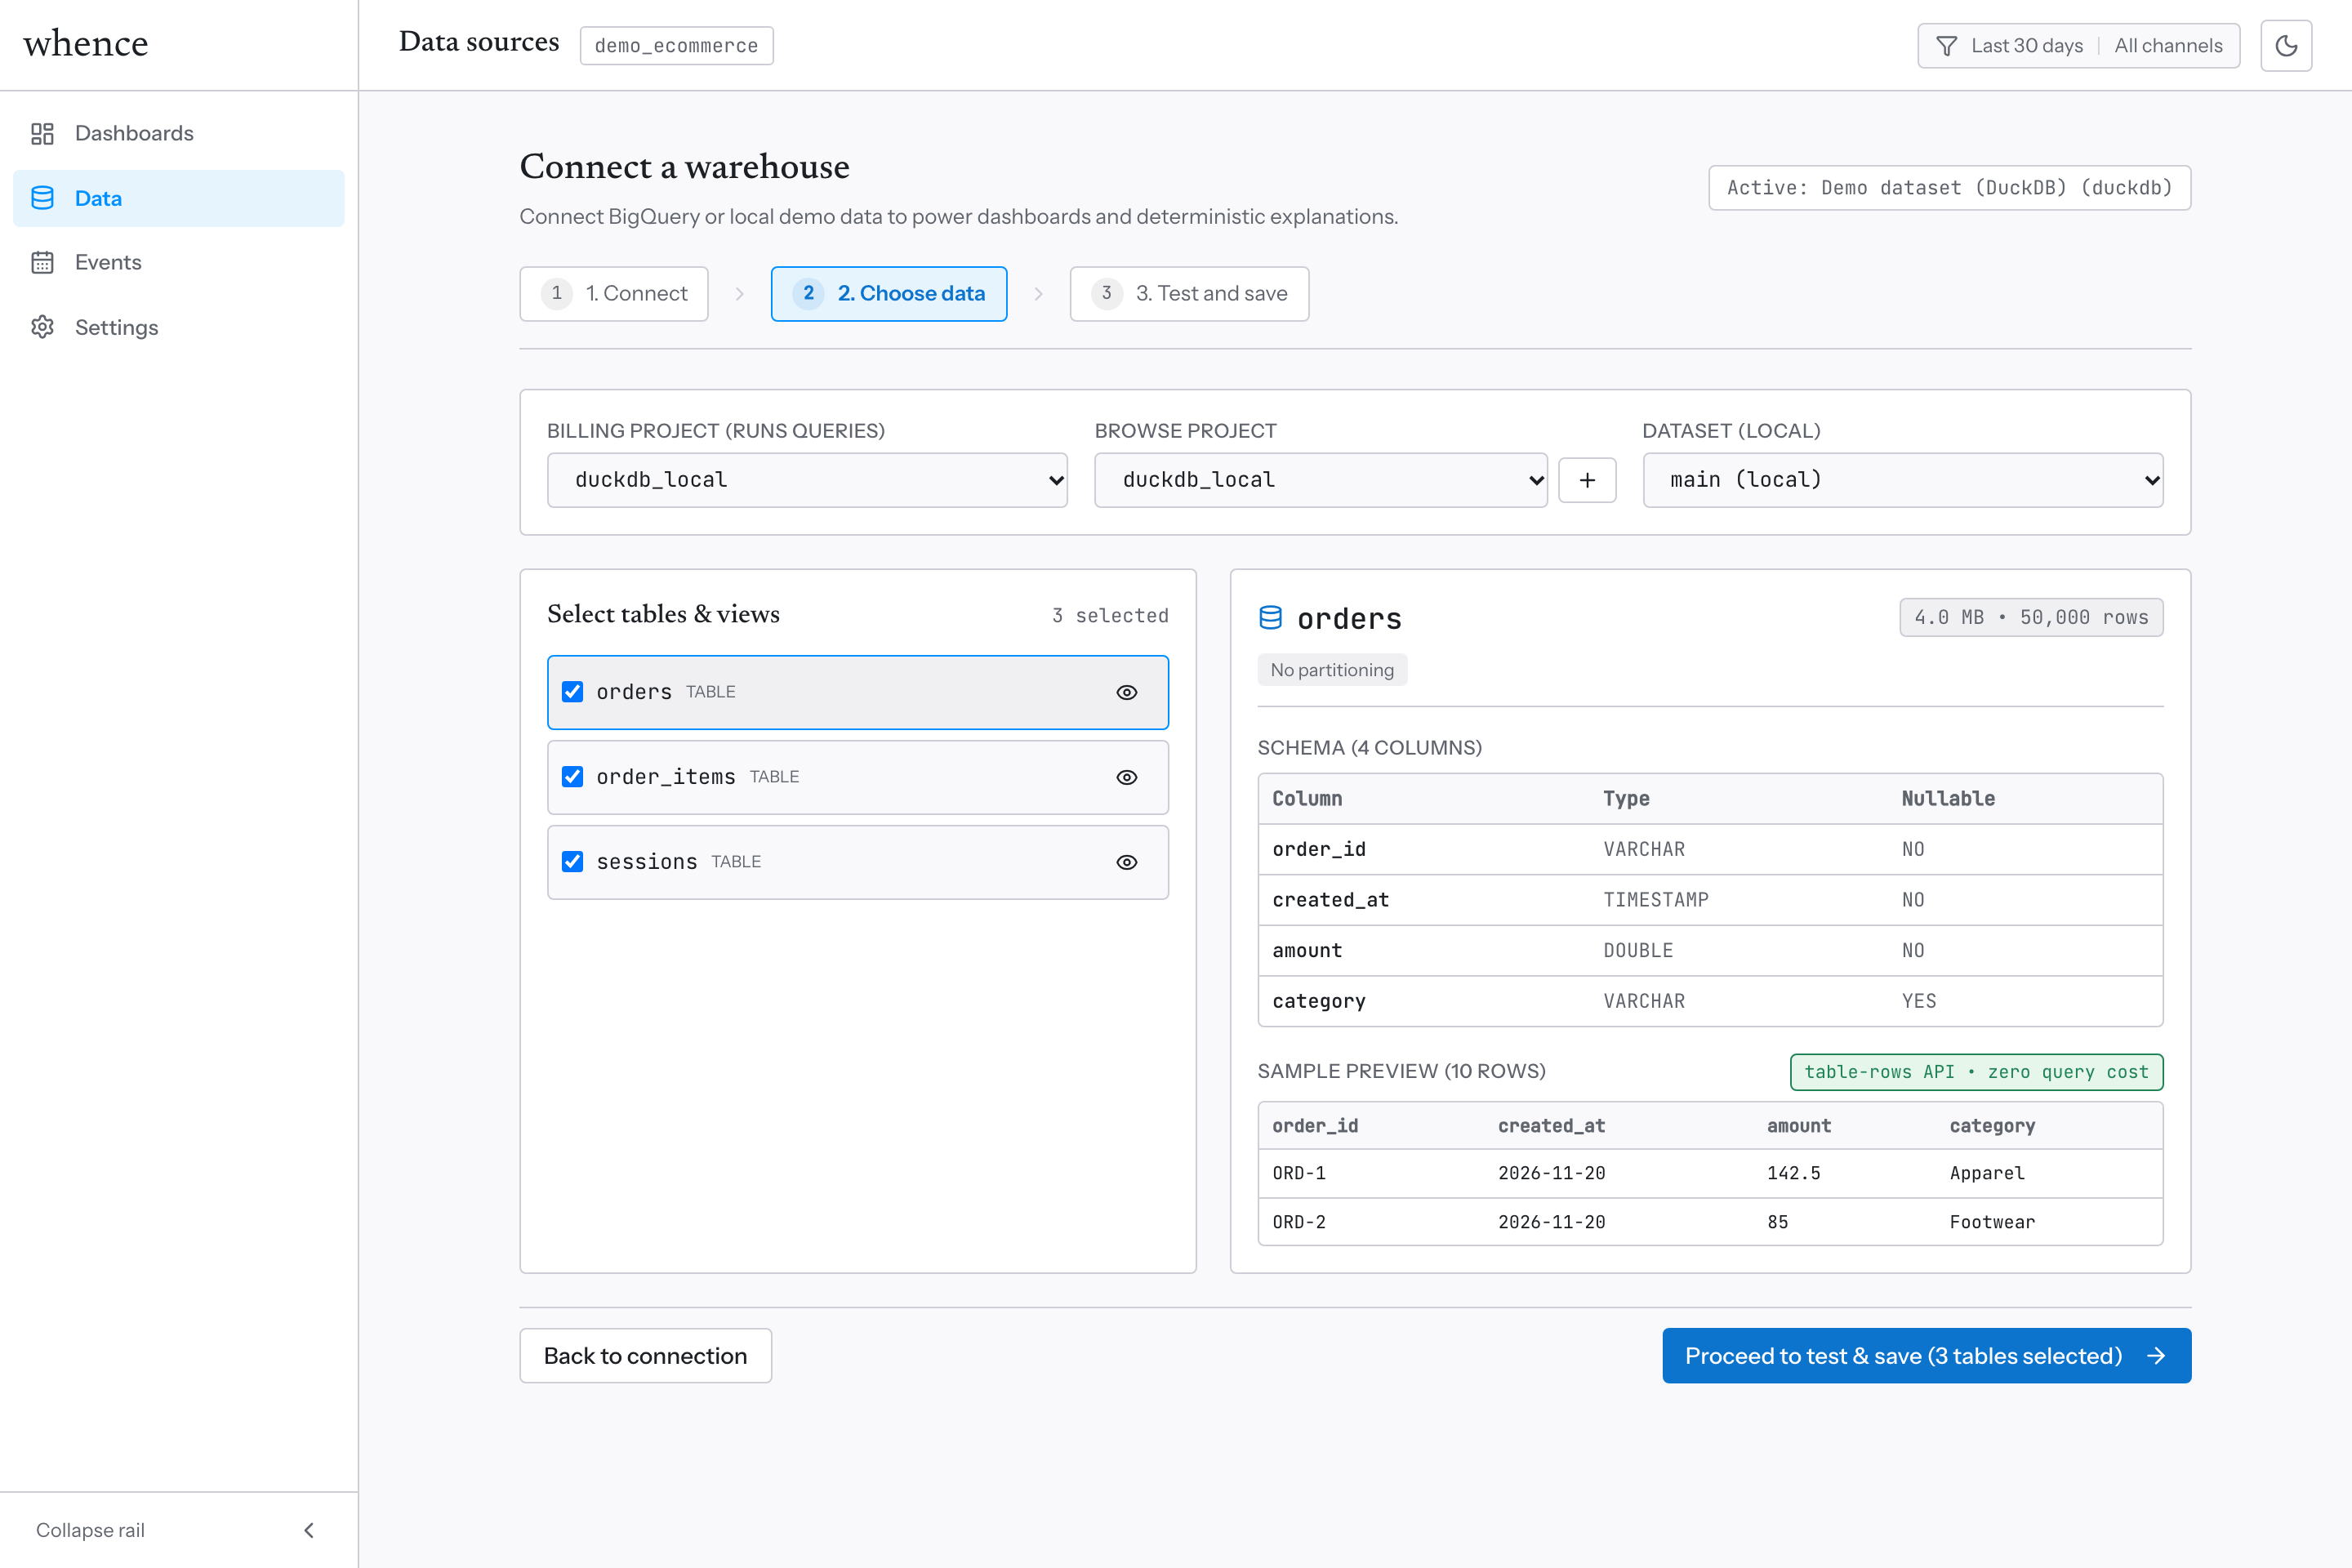 whence
Data sources
demo_ecommerce
Last 30 days
All channels
Dashboards
Data
Events
Settings
Collapse rail
Connect a warehouse
Connect BigQuery or local demo data to power dashboards and deterministic explanations.
Active: Demo dataset (DuckDB) (duckdb)
1 1. Connect
2 2. Choose data
3 3. Test and save
BILLING PROJECT (RUNS QUERIES)
duckdb_local
BROWSE PROJECT
duckdb_local
+
DATASET (LOCAL)
main (local)
Select tables & views
3 selected
orders TABLE
order_items TABLE
sessions TABLE
orders
4.0 MB • 50,000 rows
No partitioning
SCHEMA (4 COLUMNS)
Column Type Nullable
order_id VARCHAR NO
created_at TIMESTAMP NO
amount DOUBLE NO
category VARCHAR YES
SAMPLE PREVIEW (10 ROWS)
table-rows API • zero query cost
order_id created_at amount category
ORD-1 2026-11-20 142.5 Apparel
ORD-2 2026-11-20 85 Footwear
Back to connection
Proceed to test & save (3 tables selected) →